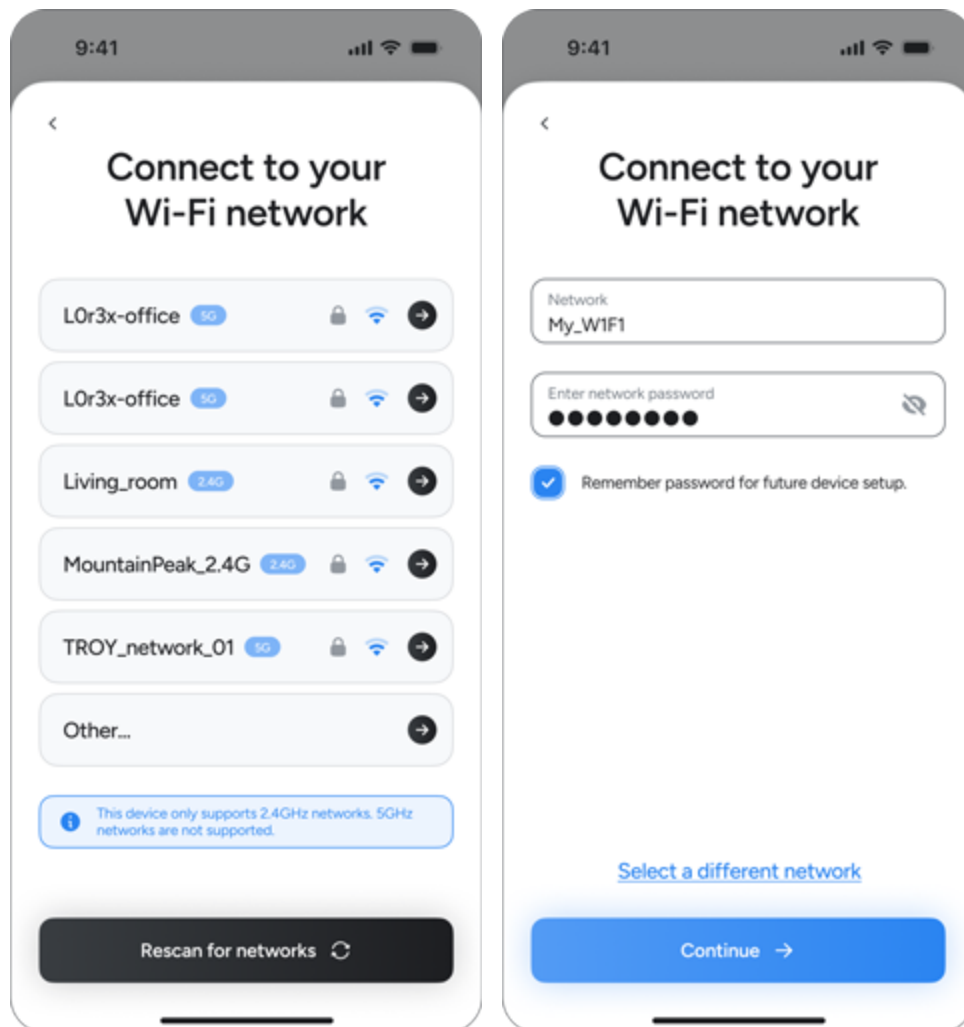 9:41
Connect to your
Wi-Fi network
L0r3x-office 5G
L0r3x-office 5G
Living_room 2.4G
MountainPeak_2.4G 2.4G
TROY_network_01 5G
Other...
This device only supports 2.4GHz networks. 5GHz
networks are not supported.
Rescan for networks
9:41
Connect to your
Wi-Fi network
Network
My_W1F1
Enter network password
Remember password for future device setup.
Select a different network
Continue